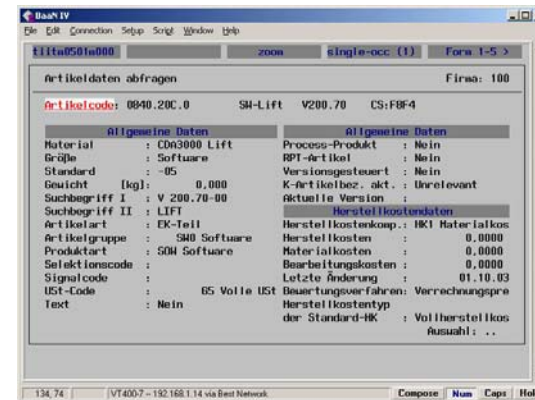 BaaN IV
File Edit Connection Setup Script Window Help
tiitm0501m000 zoom single-occ (1) Form 1-5 >
Artikeldaten abfragen Firma: 100
Artikelcode: 0840.20C.0 SW-Lift V200.70 CS:F8F4
Allgemeine Daten Allgemeine Daten
Material : CDA3000 Lift Process-Produkt : Nein
Größe : Software RPT-Artikel : Nein
Standard : -05 Versionsgesteuert : Nein
Gewicht [kg]: 0,000 K-Artikelbez. akt. : Unrelevant
Suchbegriff I : V 200.70-00 Aktuelle Version :
Suchbegriff II : LIFT Herstellkostendaten
Artikelart : EK-Teil Herstellkostenkomp.: HK1 Materialkos
Artikelgruppe : SW0 Software Herstellkosten : 0,0000
Produktart : SOW Software Materialkosten : 0,0000
Selektionscode : Bearbeitungskosten : 0,0000
Signalcode : Letzte Änderung : 01.10.03
USt-Code : 65 Volle USt Bewertungsverfahren: Verrechnungspre
Text : Nein Herstellkostentyp
der Standard-HK : Vollherstellkos
Auswahl: ..
134, 74 VT400-7 -- 192.168.1.14 via Best Network Compose Num Caps Hol